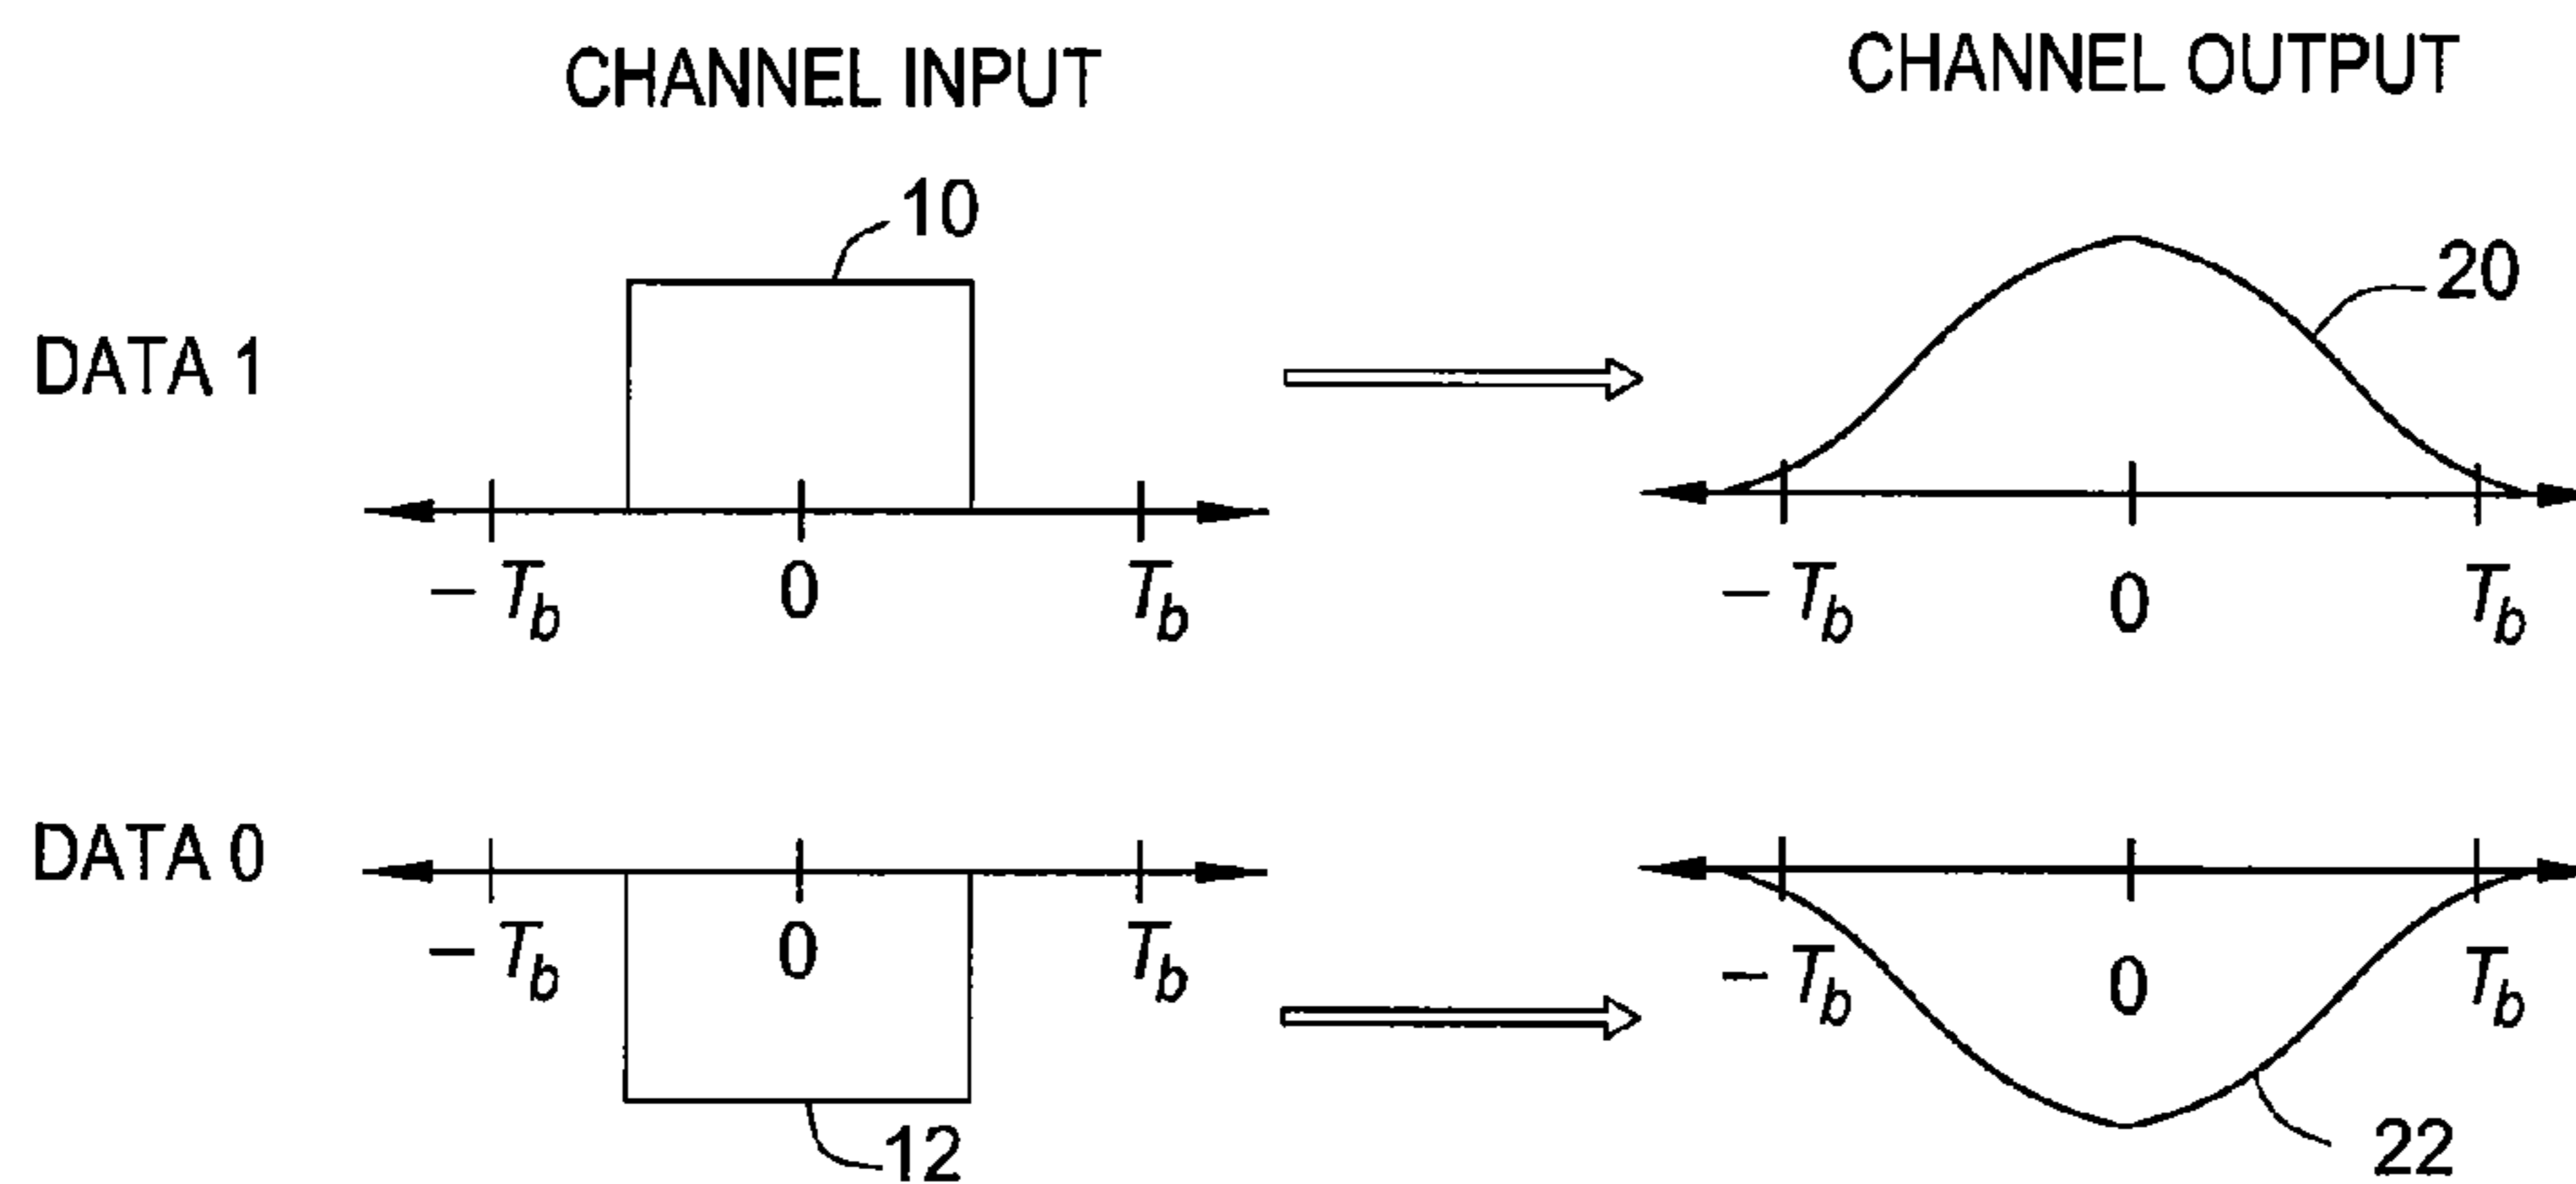 CHANNEL INPUT
CHANNEL OUTPUT
10
20
DATA 1
– Tb 0 Tb
– Tb 0 Tb
DATA 0
– Tb 0 Tb
– Tb 0 Tb
12
22